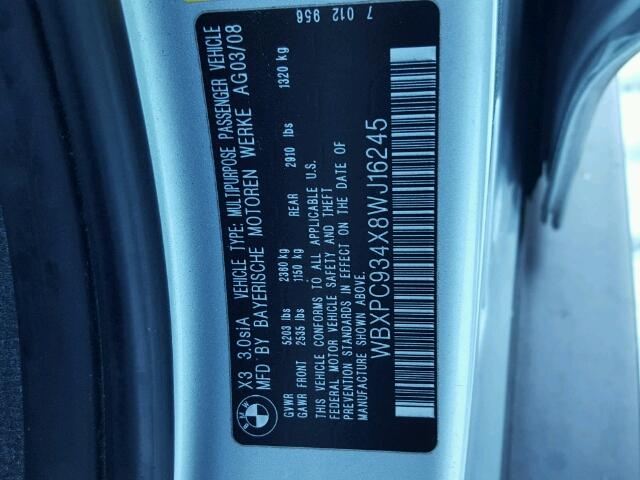 BMW
X3 3.0siA VEHICLE TYPE: MULTIPURPOSE PASSENGER VEHICLE
MFD BY BAYERISCHE MOTOREN WERKE AG03/08
GVWR 5203 lbs 2360 kg
GAWR FRONT 2535 lbs 1150 kg REAR 2910 lbs 1320 kg
THIS VEHICLE CONFORMS TO ALL APPLICABLE U.S.
FEDERAL MOTOR VEHICLE SAFETY AND THEFT
PREVENTION STANDARDS IN EFFECT ON THE DATE OF
MANUFACTURE SHOWN ABOVE.
WBXPC934X8WJ16245
7 012 956